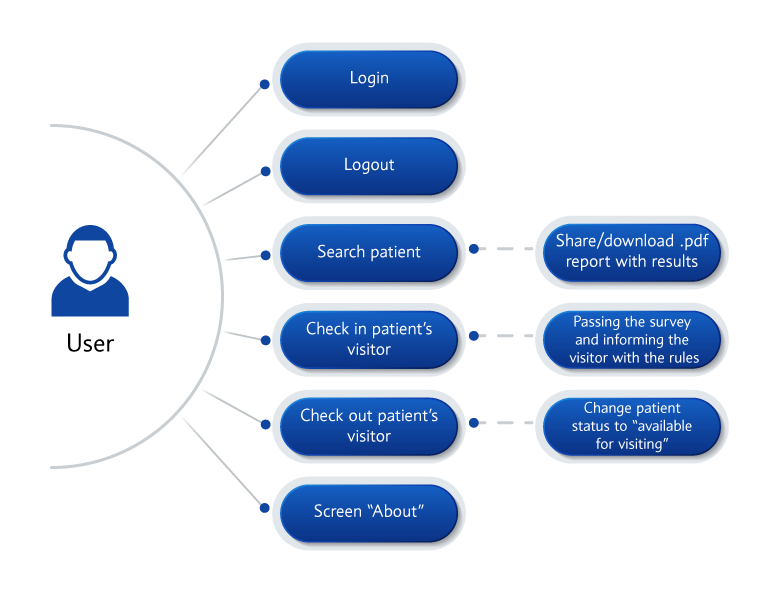 User
Login
Logout
Search patient
Share/download .pdf
report with results
Check in patient’s
visitor
Passing the survey
and informing the
visitor with the rules
Check out patient’s
visitor
Change patient
status to “available
for visiting”
Screen “About”